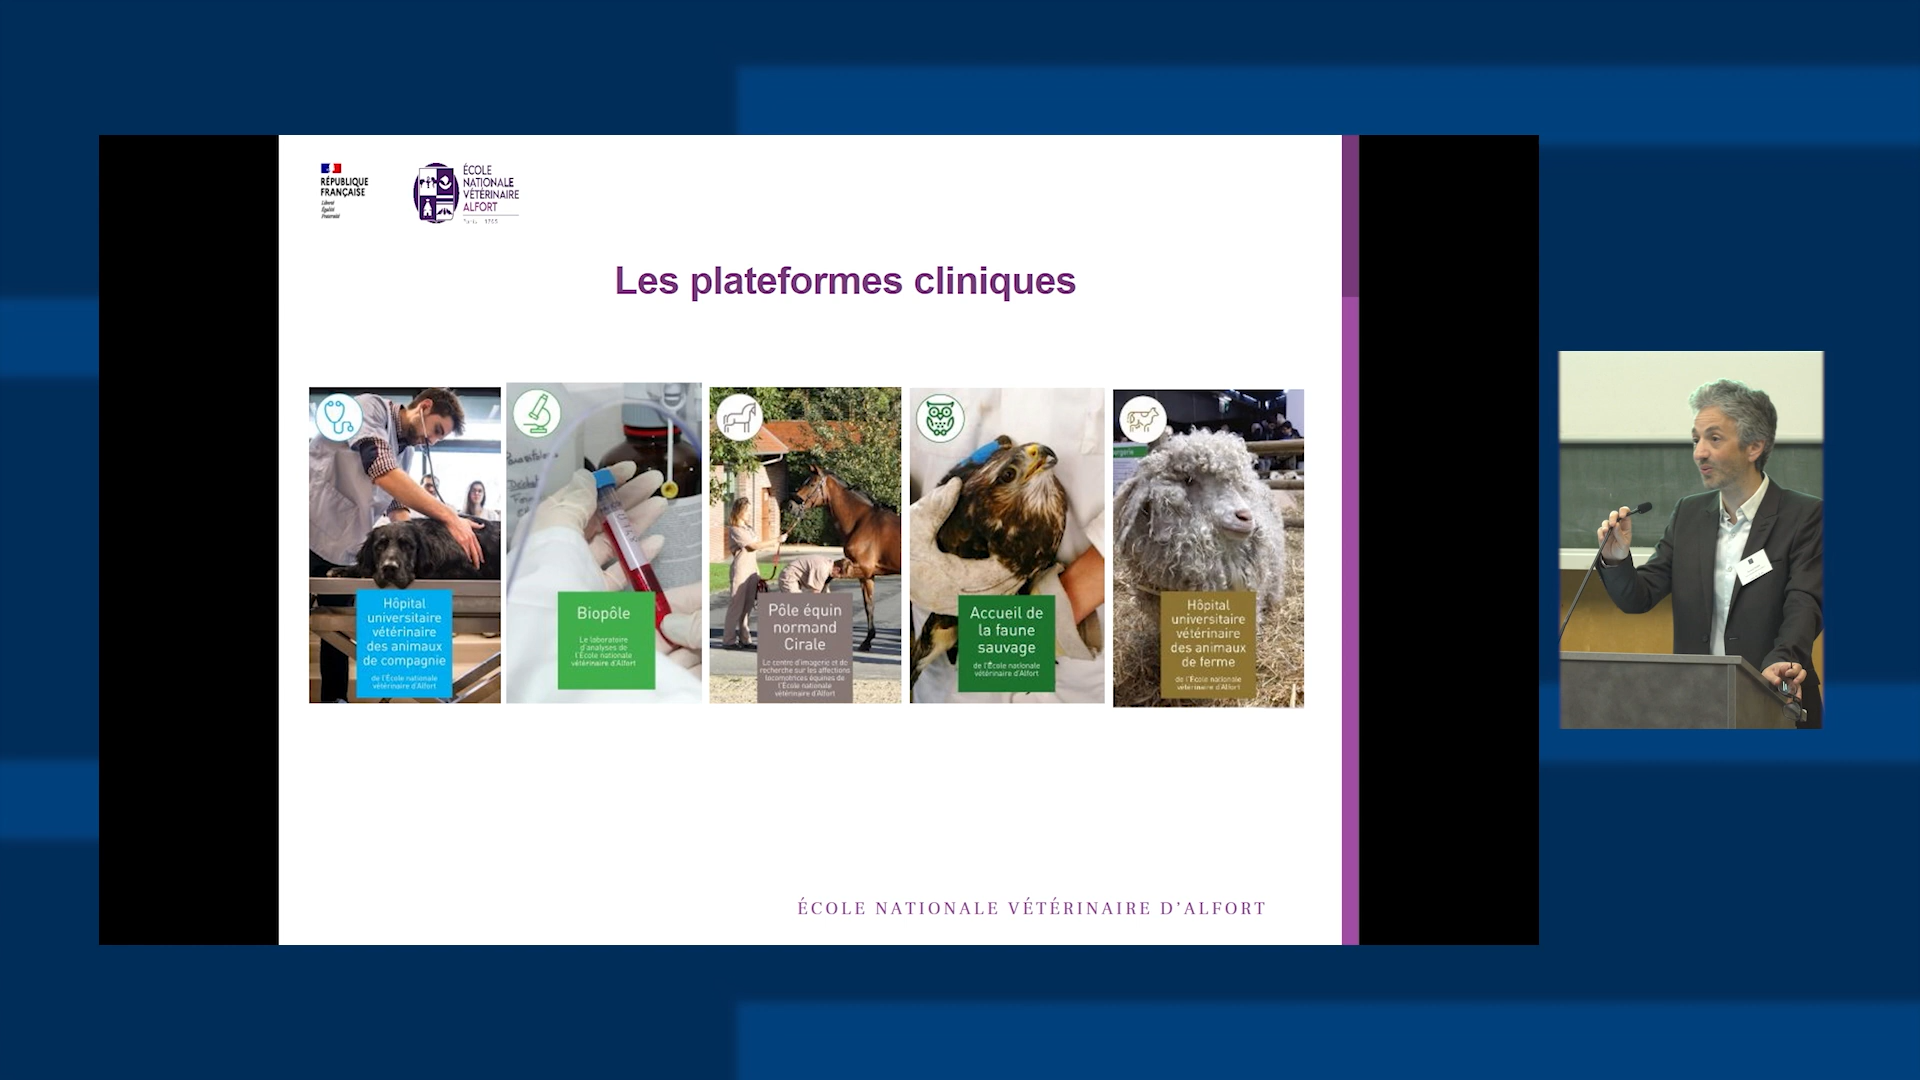 RÉPUBLIQUE
FRANÇAISE
Liberté
Égalité
Fraternité
ÉCOLE
NATIONALE
VÉTÉRINAIRE
ALFORT
1765
Les plateformes cliniques
Hôpital
universitaire
vétérinaire
des animaux
de compagnie
de l'École nationale
vétérinaire d'Alfort
Biopôle
Le laboratoire
d'analyses de
l'École nationale
vétérinaire d'Alfort
Pôle équin
normand
Cirale
Le centre d'imagerie et de
recherche sur les affections
locomotrices équines de
l'École nationale
vétérinaire d'Alfort
Accueil de
la faune
sauvage
de l'École nationale
vétérinaire d'Alfort
Hôpital
universitaire
vétérinaire
des animaux
de ferme
de l'École nationale
vétérinaire d'Alfort
ÉCOLE NATIONALE VÉTÉRINAIRE D'ALFORT